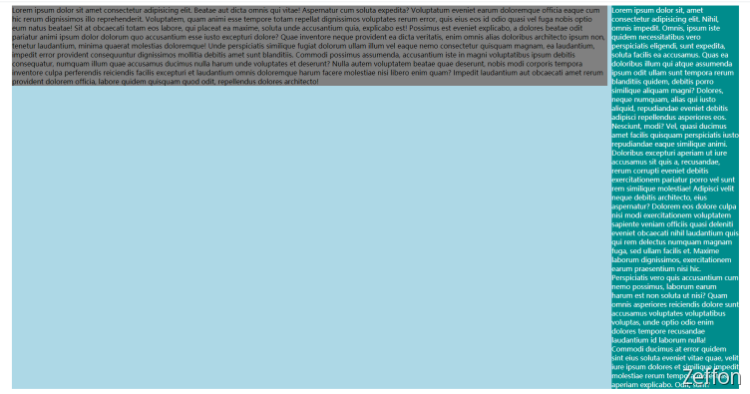 Lorem ipsum dolor sit amet consectetur adipisicing elit. Beatae aut dicta omnis qui vitae! Aspernatur cum soluta expedita? Voluptatum eveniet earum doloremque officia eaque cum
hic rerum dignissimos illo reprehenderit. Voluptatem, quam animi esse tempore totam repellat dignissimos voluptates rerum error, quis eius eos id odio quasi vel fuga nobis optio
eum natus beatae! Sit at obcaecati totam eos labore, qui placeat ea maxime, soluta unde accusantium quia, explicabo est! Possimus est eveniet explicabo, a dolores beatae odit
pariatur animi ipsum dolor dolorum quo accusantium esse iusto excepturi dolore! Quae inventore neque provident ea dicta veritatis, enim omnis alias doloribus architecto ipsum non,
tenetur laudantium, minima quaerat molestias doloremque! Unde perspiciatis similique fugiat dolorum ullam illum vel eaque nemo consectetur quisquam magnam, ea laudantium,
impedit error provident consequuntur dignissimos mollitia debitis amet sunt blanditiis. Commodi possimus assumenda, accusantium totam vitae magni voluptatibus ipsum debitis
consequatur, numquam illum quae accusamus ducimus nulla harum unde voluptates et deserunt? Nulla autem voluptatem beatae quae deserunt, nobis modi corporis tempora
inventore culpa perferendis reiciendis facilis excepturi et laudantium omnis doloremque harum facere molestiae nisi libero enim quam? Impedit laudantium aut obcaecati amet rerum
provident dolorem officia, labore quidem quisquam quod odit, repellendus dolores architecto!
Lorem ipsum dolor sit amet
consectetur adipisicing elit. Nihil,
omnis impedit. Omnis, ipsum iste
quidem necessitatibus vero
perspiciatis eligendi, sunt expedita,
soluta facilis ea accusamus. Quas ea
doloribus illum qui atque assumenda
ipsum odit ullam sunt tempora rerum
blanditiis quidem, debitis porro
similique aliquam magni? Dolores,
neque numquam, alias qui iusto
aliquid, repudiandae eveniet debitis
adipisci repellendus asperiores eos.
Nesciunt, modi? Vel, quasi ducimus
amet facilis quisquam perspiciatis iusto
repudiandae eaque similique animi.
Doloribus excepturi aperiam ut iure
accusamus sit quis a, recusandae,
rerum corrupti eveniet debitis
exercitationem pariatur porro vel sunt
rem similique molestiae! Adipisci velit
neque debitis architecto, eius
aspernatur? Dolorem eos dolore culpa
nisi modi exercitationem voluptatem
sapiente veniam officiis quasi deleniti
eveniet obcaecati nihil laudantium quis
qui rem delectus numquam magnam
fuga, sed ullam facilis et. Maxime
laborum dignissimos, exercitationem
earum praesentium nisi hic.
Perspiciatis vero quis accusantium cum
nemo possimus, laborum earum
harum est non soluta ut nisi? Quam
omnis asperiores reiciendis dolore sunt
accusamus voluptates voluptatibus
voluptas, unde optio odio enim
dolores tempore recusandae
laudantium id laborum nulla!
Commodi ducimus at error quidem
sint eius soluta eveniet vitae quae, velit
iure ipsum dolores et similique impedit
molestiae rerum
aperiam explicabo.
Zeffon